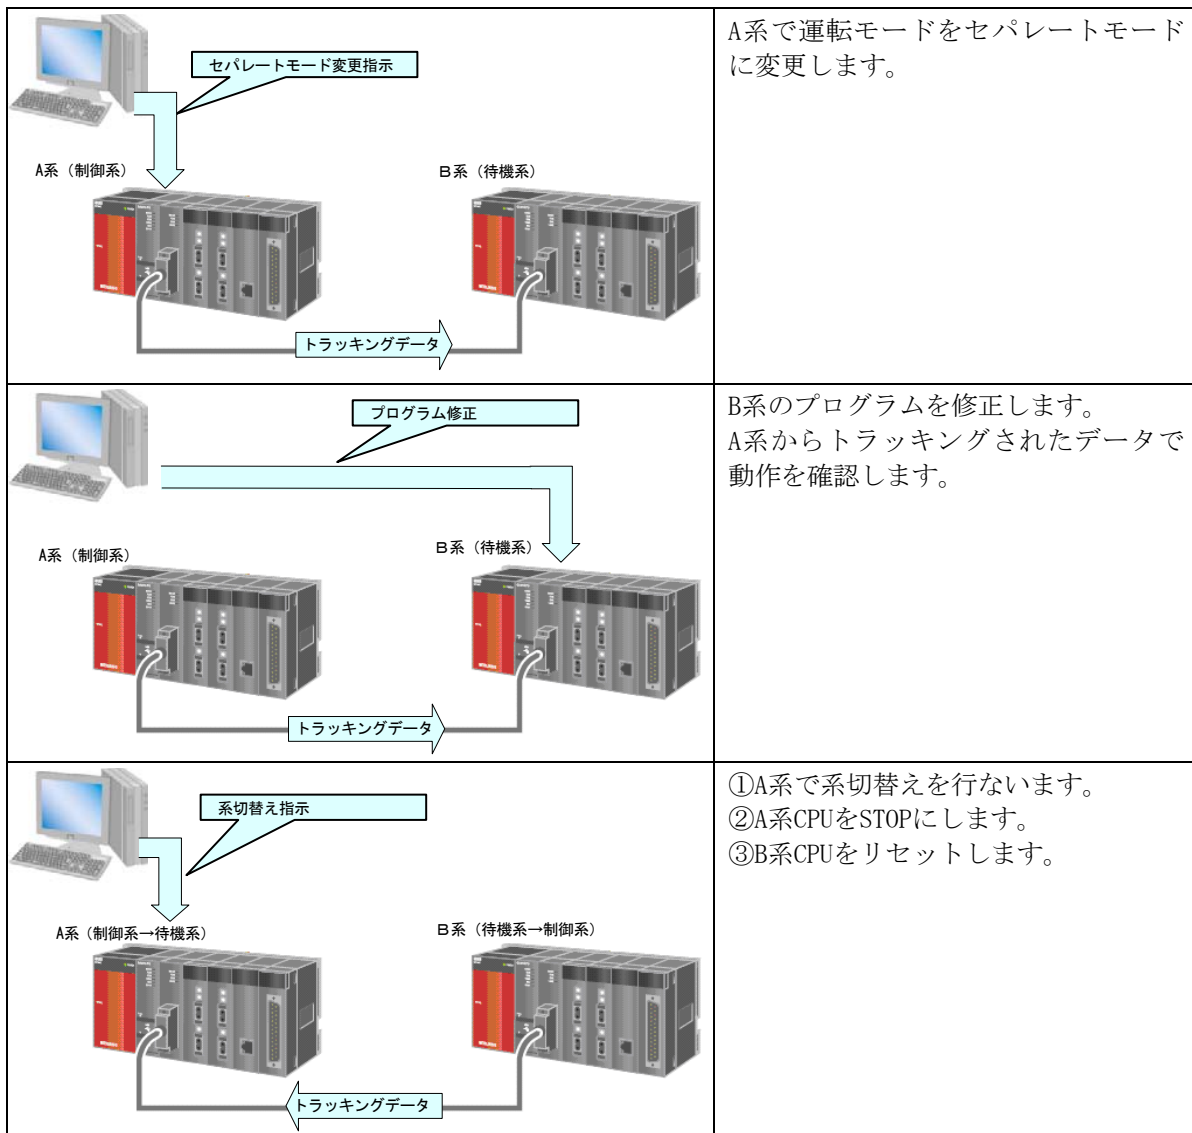 セパレートモード変更指示
A系（制御系）
B系（待機系）
トラッキングデータ
A系で運転モードをセパレートモード
に変更します。
プログラム修正
A系（制御系）
B系（待機系）
トラッキングデータ
B系のプログラムを修正します。
A系からトラッキングされたデータで
動作を確認します。
系切替え指示
A系（制御系→待機系）
B系（待機系→制御系）
トラッキングデータ
①A系で系切替えを行ないます。
②A系CPUをSTOPにします。
③B系CPUをリセットします。